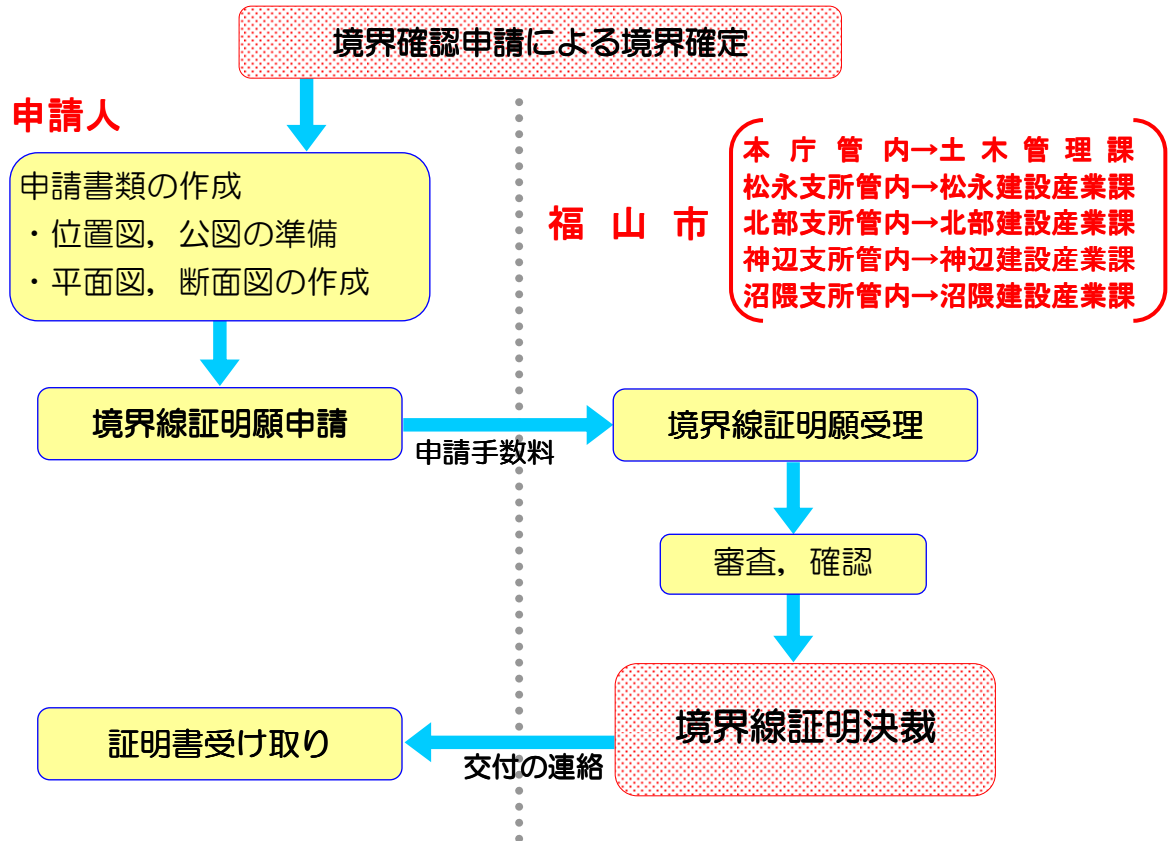 境界確認申請による境界確定
申請人
申請書類の作成
・位置図，公図の準備
・平面図，断面図の作成
福山市
本庁管内→土木管理課
松永支所管内→松永建設産業課
北部支所管内→北部建設産業課
神辺支所管内→神辺建設産業課
沼隈支所管内→沼隈建設産業課
境界線証明願申請
申請手数料
境界線証明願受理
審査，確認
境界線証明決裁
交付の連絡
証明書受け取り